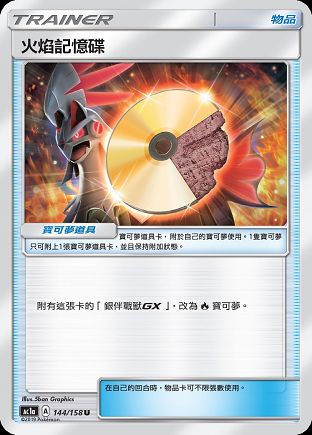 TRAINER 物品
火焰記憶碟
寶可夢道具
寶可夢道具卡,附於自己的寶可夢使用。1隻寶可夢
只可附上1張寶可夢道具,並且保持附加狀態。
附有這張卡的「銀伴戰獸GX」,改為 寶可夢。
Illus.5ban Graphics
AC1a A 144/158 U
©2019 Pokémon
在自己的回合時,物品卡可不限張數使用。